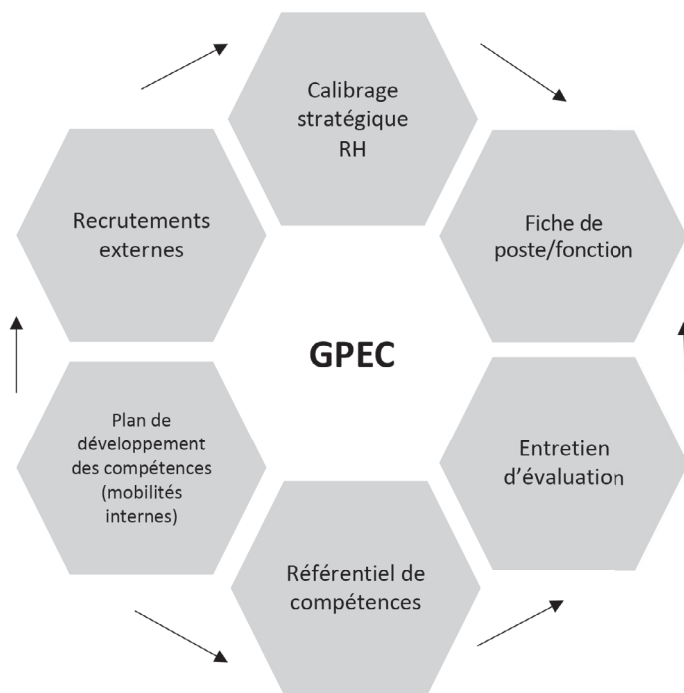 Calibrage
stratégique
RH
Fiche de
poste/fonction
Entretien
d'évaluation
Référentiel de
compétences
Plan de
développement
des compétences
(mobilités
internes)
Recrutements
externes
GPEC